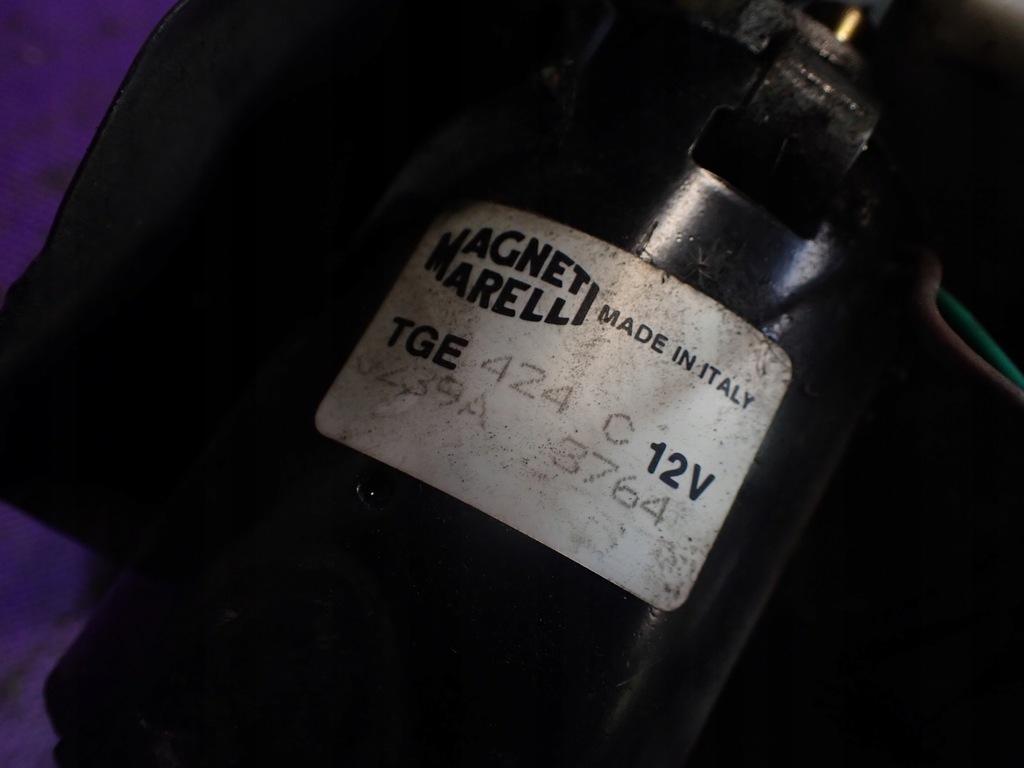 MAGNETI
MARELLI MADE IN ITALY
TGE 424 C 12V
3764